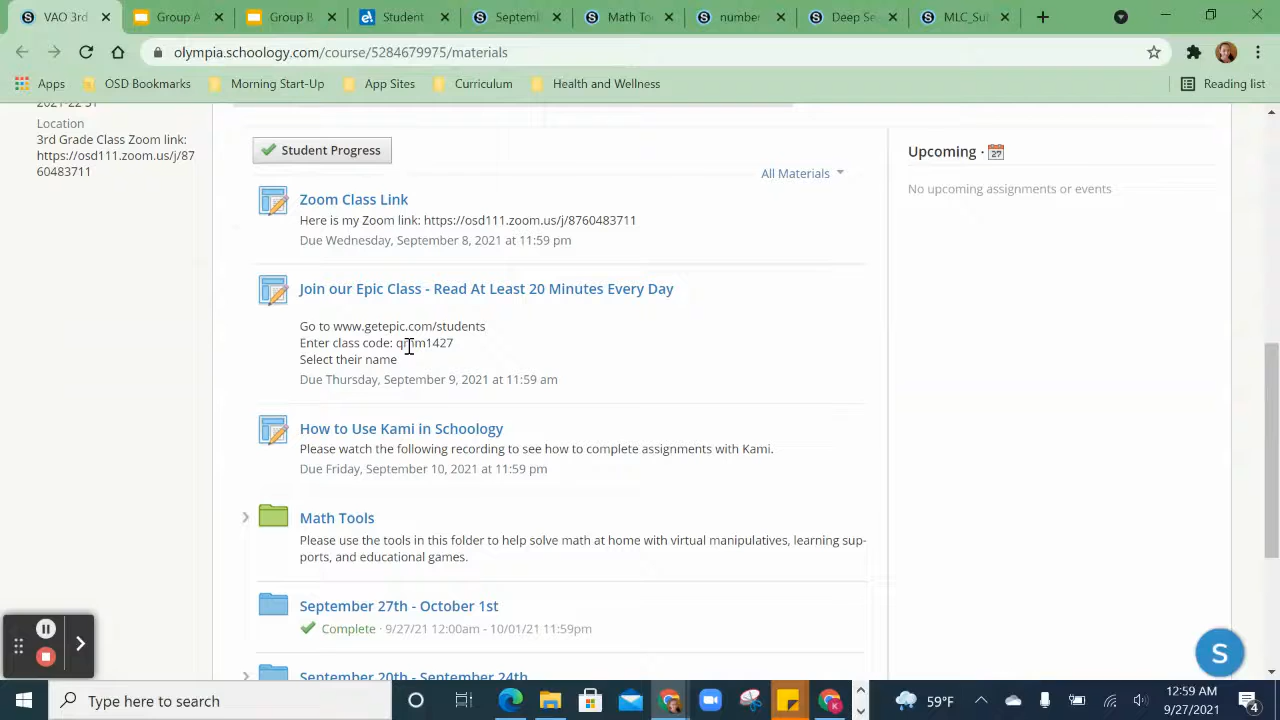 VAO 3rd
Group B
Group B
Student
Septeml
Math To
number
Deep Se
MLC_Sul
olympia.schoology.com/course/5284679975/materials
Apps
OSD Bookmarks
Morning Start-Up
App Sites
Curriculum
Health and Wellness
Reading list
Location
3rd Grade Class Zoom link:
https://osd111.zoom.us/j/87
60483711
Student Progress
All Materials
Upcoming ·
27
No upcoming assignments or events
Zoom Class Link
Here is my Zoom link: https://osd111.zoom.us/j/8760483711
Due Wednesday, September 8, 2021 at 11:59 pm
Join our Epic Class - Read At Least 20 Minutes Every Day
Go to www.getepic.com/students
Enter class code:
Select their name
Due Thursday, September 9, 2021 at 11:59 am
How to Use Kami in Schoology
Please watch the following recording to see how to complete assignments with Kami.
Due Friday, September 10, 2021 at 11:59 pm
Math Tools
Please use the tools in this folder to help solve math at home with virtual manipulatives, learning sup-
ports, and educational games.
September 27th - October 1st
Complete · 9/27/21 12:00am - 10/01/21 11:59pm
September 20th - September 24th
S
Type here to search
59°F
12:59 AM
9/27/2021
4